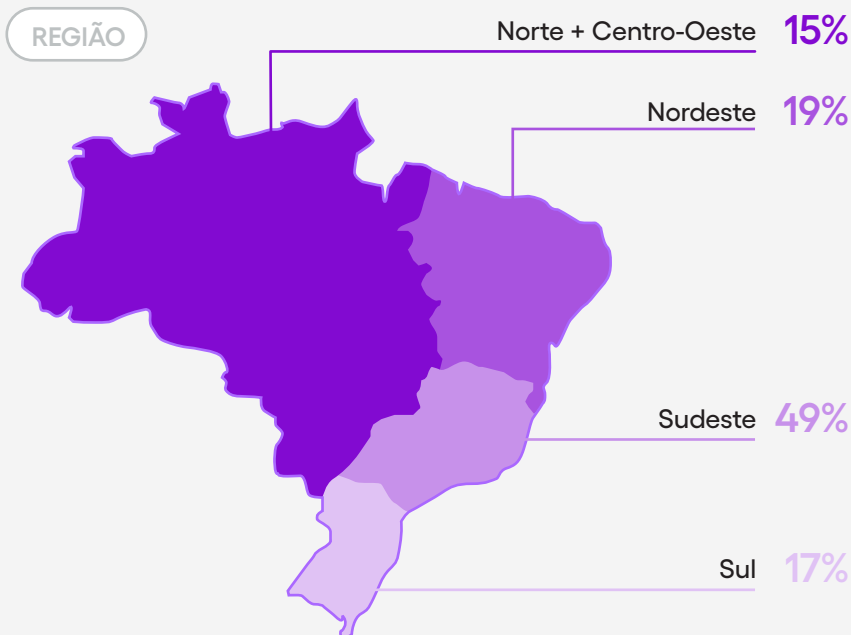 REGIÃO
Norte + Centro-Oeste 15%
Nordeste 19%
Sudeste 49%
Sul 17%